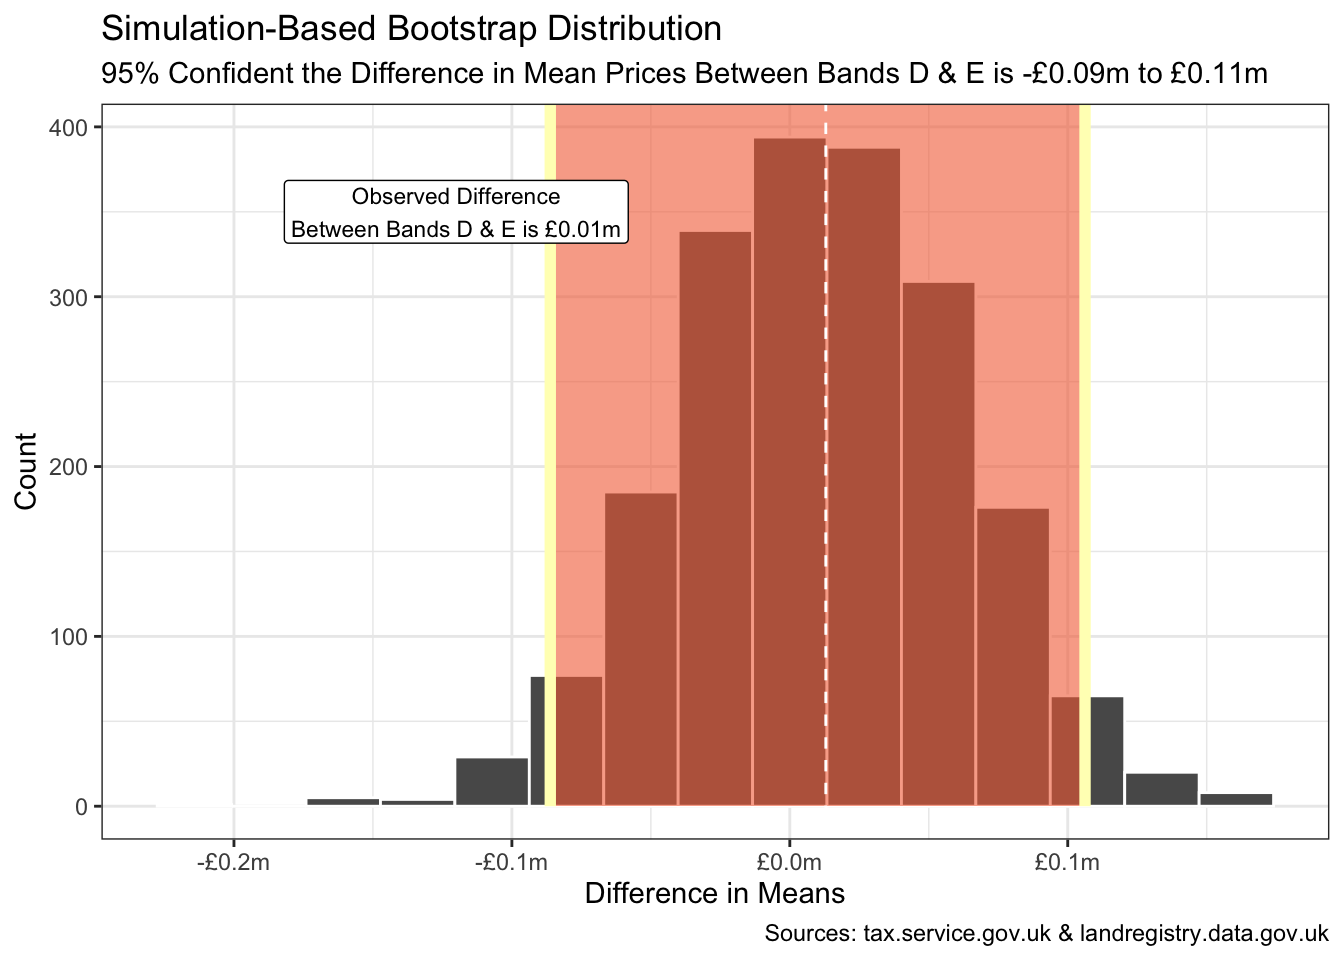 Simulation-Based Bootstrap Distribution
95% Confident the Difference in Mean Prices Between Bands D & E is -£0.09m to £0.11m
400
Observed Difference
Between Bands D & E is £0.01m
300
Count
200
100
0
-£0.2m -£0.1m £0.0m £0.1m
Difference in Means
Sources: tax.service.gov.uk & landregistry.data.gov.uk